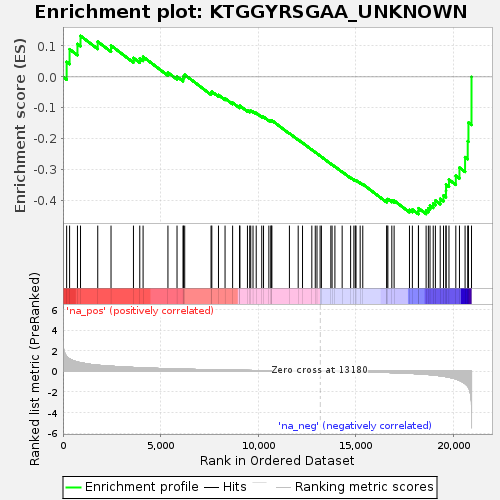 Enrichment plot: KTGGYRSGAA_UNKNOWN
Enrichment score (ES)
0.1
0.0
-0.1
-0.2
-0.3
-0.4
'na_pos' (positively correlated)
Ranked list metric (PreRanked)
6
4
2
0
-2
-4
-6
Zero cross at 13180
'na_neg' (negatively correlated)
0
5,000
10,000
15,000
20,000
Rank in Ordered Dataset
Enrichment profile
Hits
Ranking metric scores